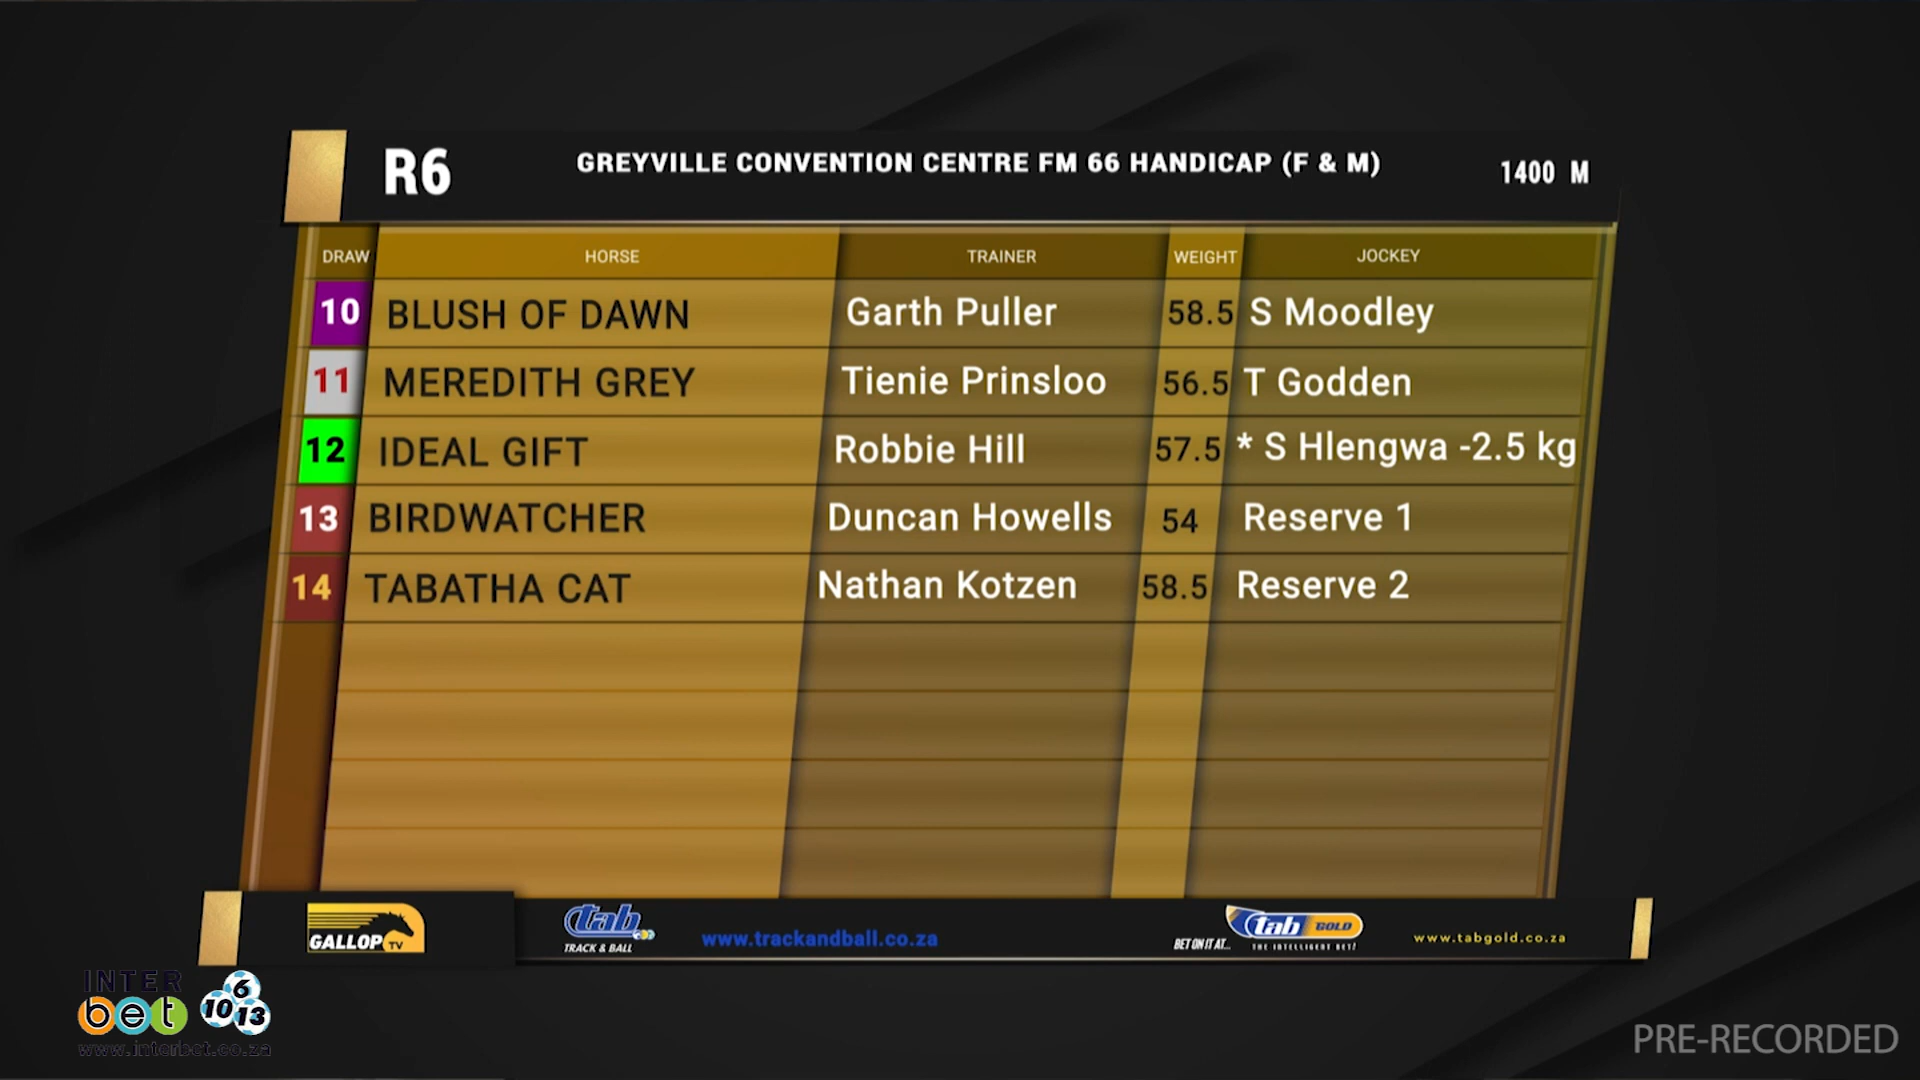 R6 GREYVILLE CONVENTION CENTRE FM 66 HANDICAP (F & M) 1400 M
DRAW HORSE TRAINER WEIGHT JOCKEY
10 BLUSH OF DAWN Garth Puller 58.5 S Moodley
11 MEREDITH GREY Tienie Prinsloo 56.5 T Godden
12 IDEAL GIFT Robbie Hill 57.5 * S Hlengwa -2.5 kg
13 BIRDWATCHER Duncan Howells 54 Reserve 1
14 TABATHA CAT Nathan Kotzen 58.5 Reserve 2
GALLOP TV
tab
TRACK & BALL
www.trackandball.co.za
BET ON IT AT...
tab GOLD
THE INTELLIGENT BET!
www.tabgold.co.za
INTER
bet
6
10 13
www.interbet.co.za
PRE-RECORDED